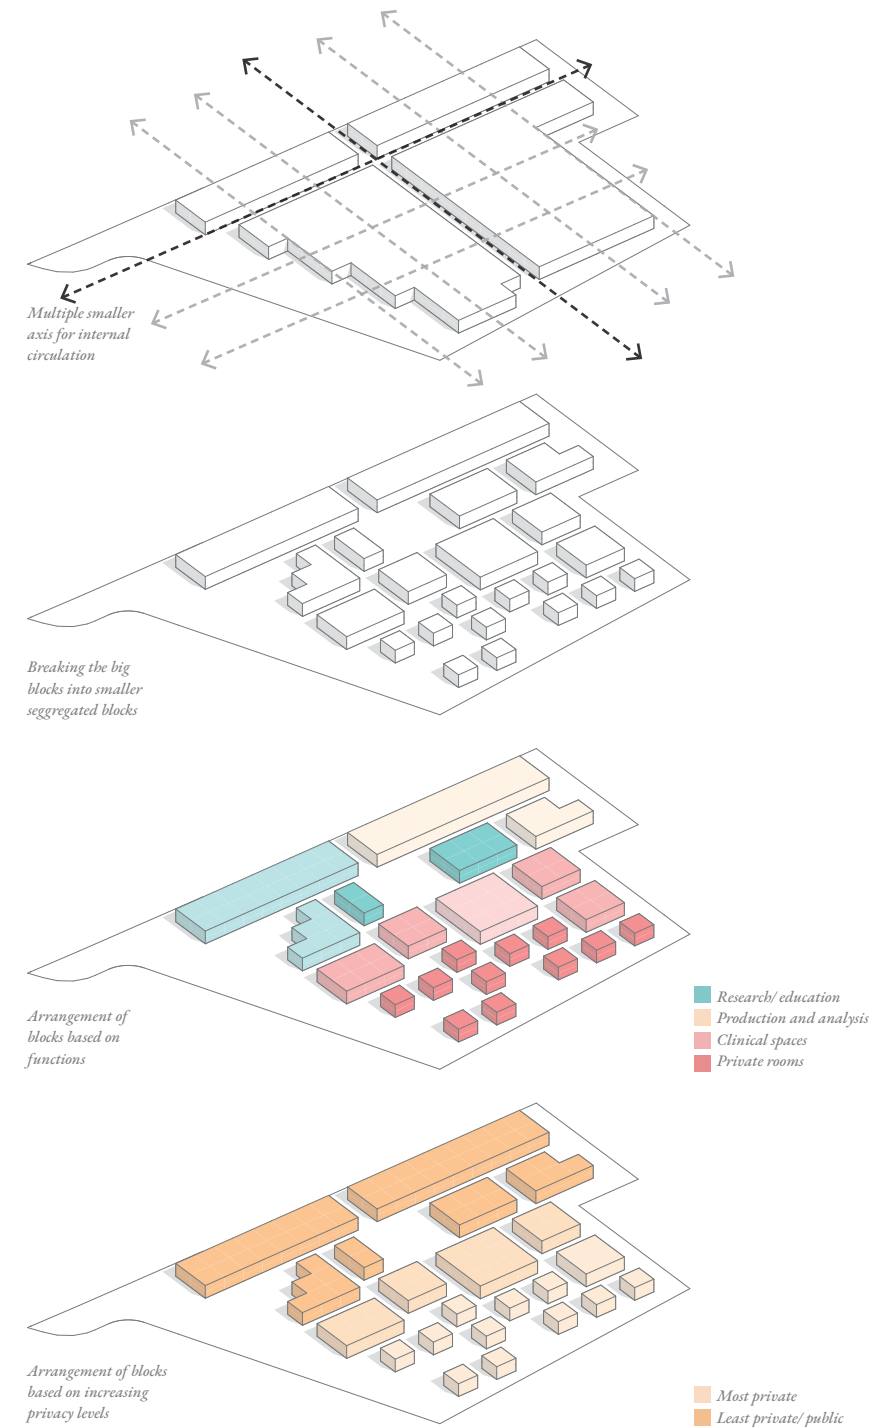 Multiple smaller
axis for internal
circulation
Breaking the big
blocks into smaller
seggregated blocks
Arrangement of
blocks based on
functions
Research/ education
Production and analysis
Clinical spaces
Private rooms
Arrangement of blocks
based on increasing
privacy levels
Most private
Least private/ public